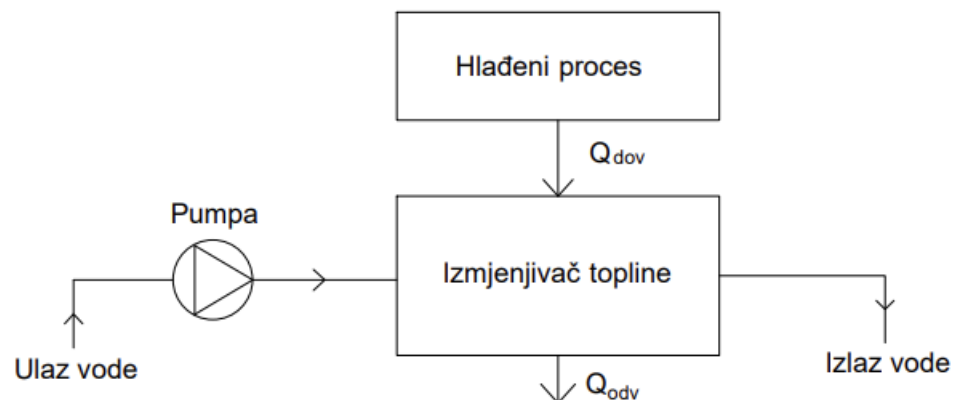 Hlađeni proces
Qdov
Pumpa
Izmjenjivač topline
Ulaz vode
Izlaz vode
Qodv